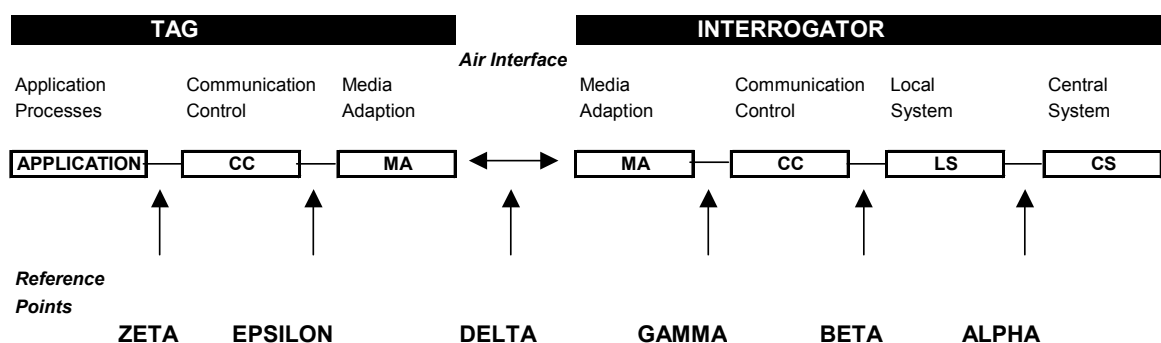 TAG INTERROGATOR
Air Interface
Application Communication Media Media Communication Local Central
Processes Control Adaption Adaption Control System System
APPLICATION CC MA MA CC LS CS
Reference
Points
ZETA EPSILON DELTA GAMMA BETA ALPHA